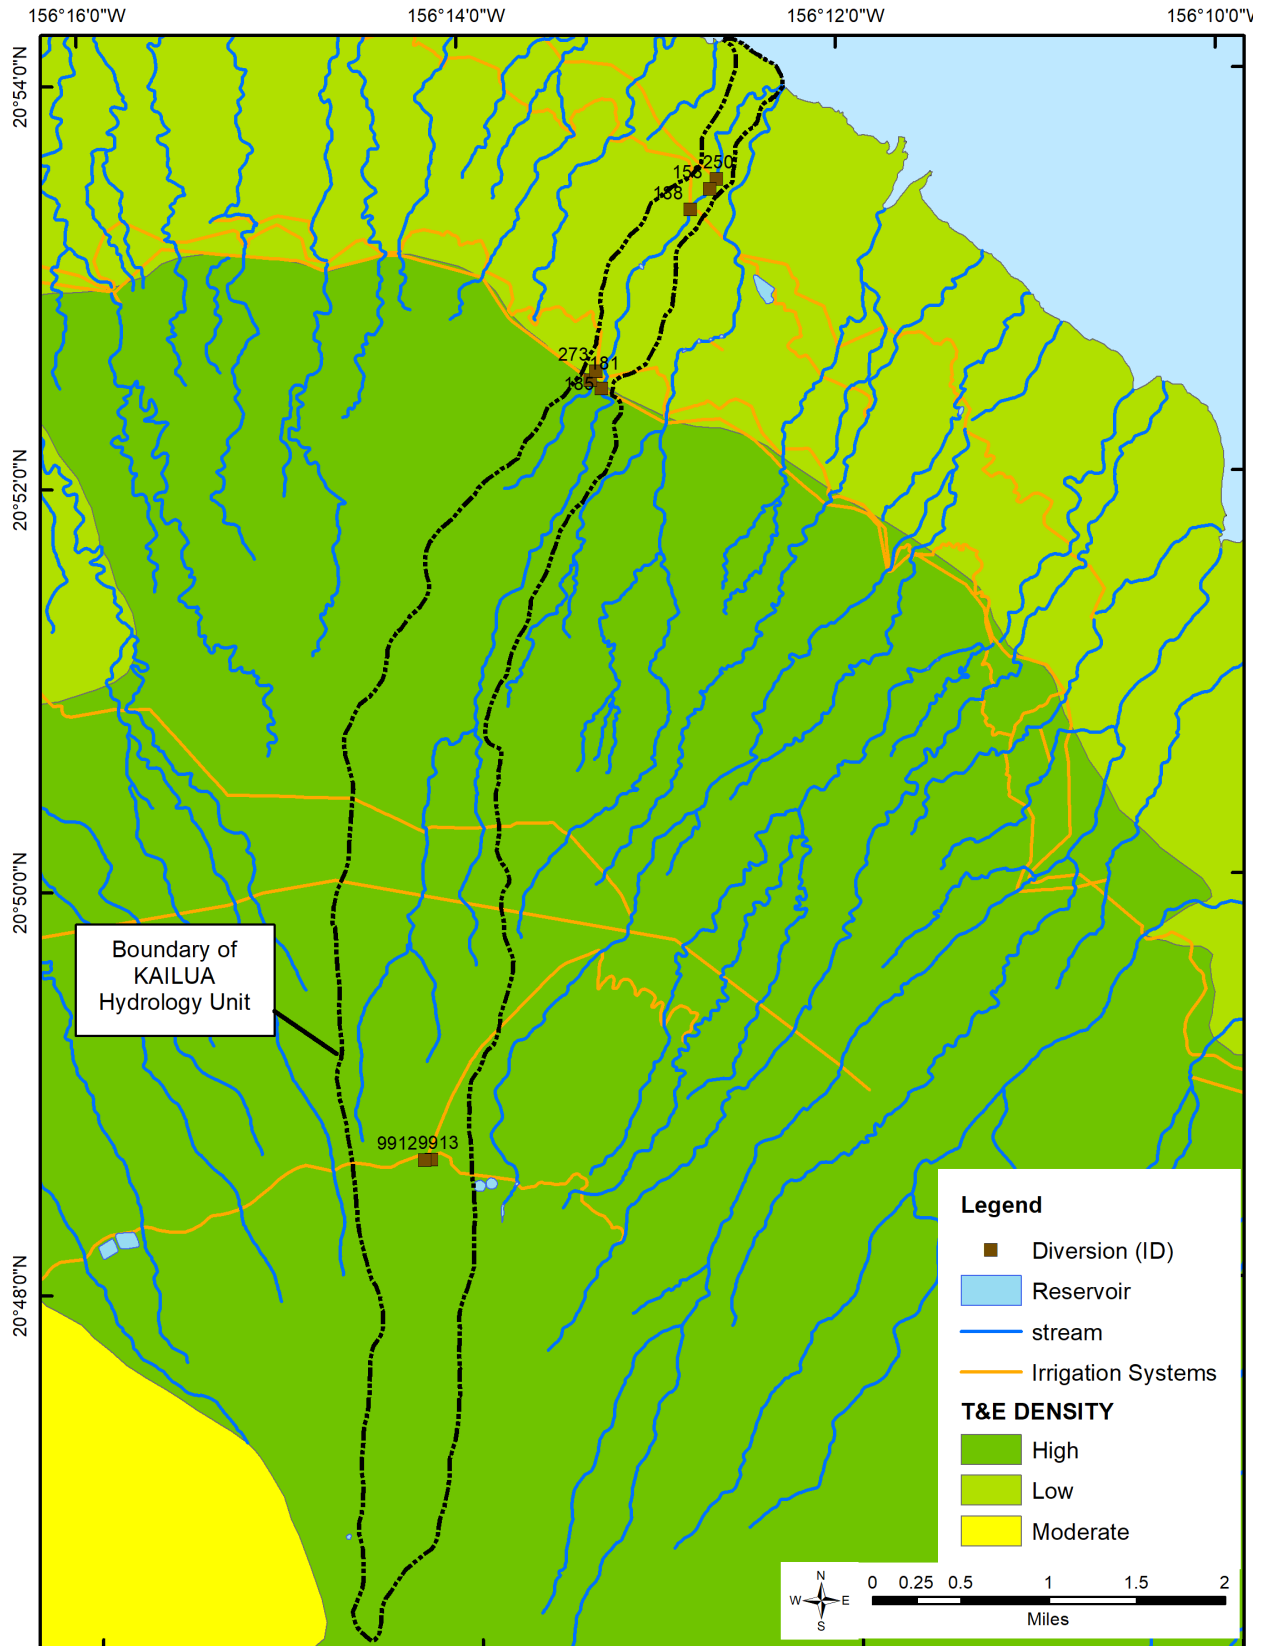 156°16'0"W 156°14'0"W 156°12'0"W 156°10'0"W
20°54'0"N
250
158
188
273
181
185
20°52'0"N
20°50'0"N
Boundary of
KAILUA
Hydrology Unit
99129913
20°48'0"N
Legend
Diversion (ID)
Reservoir
stream
Irrigation Systems
T&E DENSITY
High
Low
Moderate
N
W E
S
0 0.25 0.5 1 1.5 2
Miles